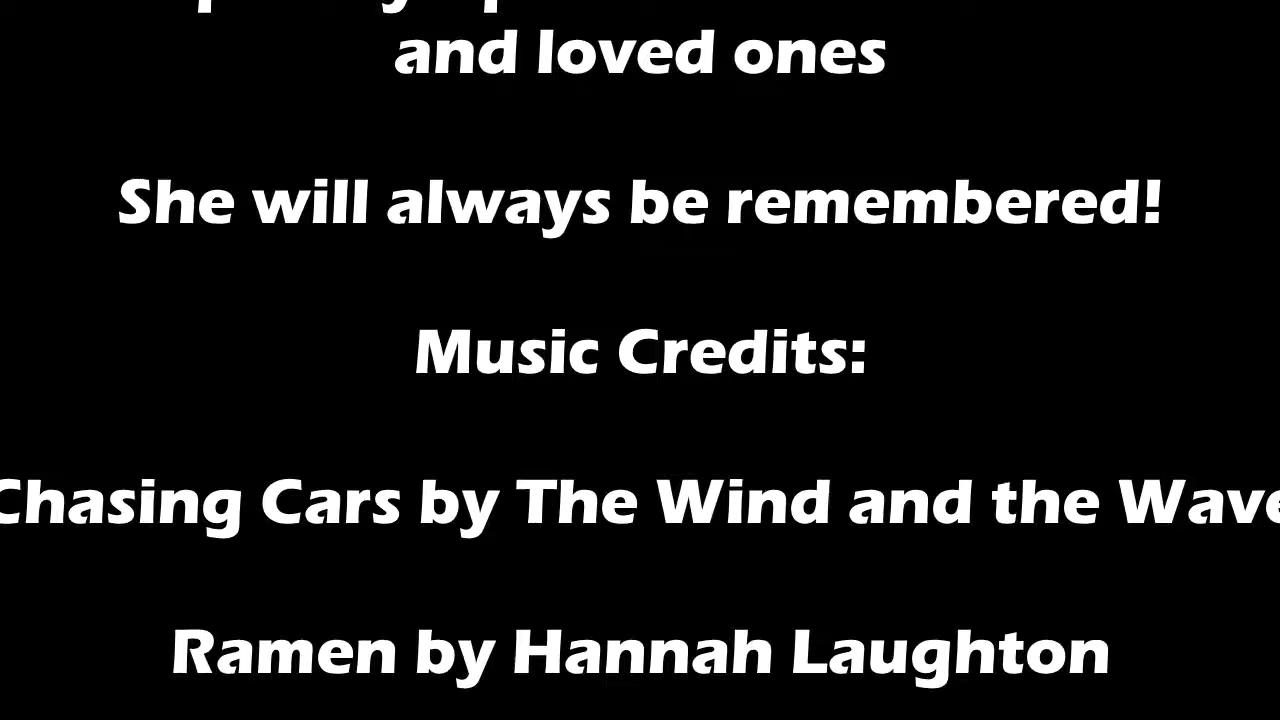 and loved ones
She will always be remembered!
Music Credits:
Chasing Cars by The Wind and the Wave
Ramen by Hannah Laughton